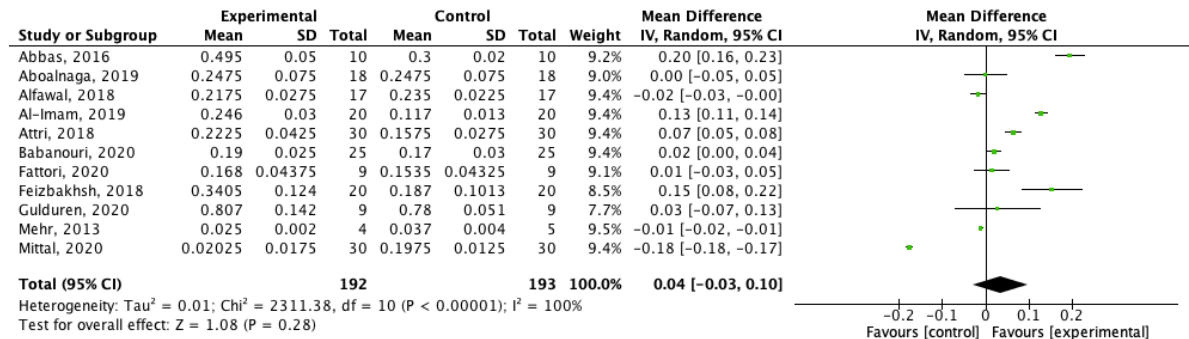 Experimental Control Mean Difference Mean Difference
Study or Subgroup Mean SD Total Mean SD Total Weight IV, Random, 95% CI IV, Random, 95% CI
Abbas, 2016 0.495 0.05 10 0.3 0.02 10 9.2% 0.20 [0.16, 0.23]
Aboalnaga, 2019 0.2475 0.075 18 0.2475 0.075 18 9.0% 0.00 [-0.05, 0.05]
Alfawal, 2018 0.2175 0.0275 17 0.235 0.0225 17 9.4% -0.02 [-0.03, -0.00]
Al-Imam, 2019 0.246 0.03 20 0.117 0.013 20 9.4% 0.13 [0.11, 0.14]
Attri, 2018 0.2225 0.0425 30 0.1575 0.0275 30 9.4% 0.07 [0.05, 0.08]
Babanouri, 2020 0.19 0.025 25 0.17 0.03 25 9.4% 0.02 [0.00, 0.04]
Fattori, 2020 0.168 0.04375 9 0.1535 0.04325 9 9.1% 0.01 [-0.03, 0.05]
Feizbakhsh, 2018 0.3405 0.124 20 0.187 0.1013 20 8.5% 0.15 [0.08, 0.22]
Gulduren, 2020 0.807 0.142 9 0.78 0.051 9 7.7% 0.03 [-0.07, 0.13]
Mehr, 2013 0.025 0.002 4 0.037 0.004 5 9.5% -0.01 [-0.02, -0.01]
Mittal, 2020 0.02025 0.0175 30 0.1975 0.0125 30 9.4% -0.18 [-0.18, -0.17]
Total (95% CI) 192 193 100.0% 0.04 [-0.03, 0.10]
Heterogeneity: Tau² = 0.01; Chi² = 2311.38, df = 10 (P < 0.00001); I² = 100%
Test for overall effect: Z = 1.08 (P = 0.28)
-0.2 -0.1 0 0.1 0.2
Favours [control] Favours [experimental]